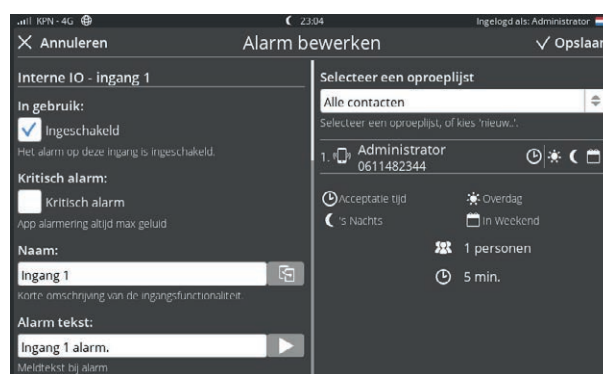 KPN - 4G
23:04
Ingelogd als: Administrator
Annuleren
Alarm bewerken
Opslaan
Interne IO - ingang 1
In gebruik:
Ingeschakeld
Het alarm op deze ingang is ingeschakeld.
Kritisch alarm:
Kritisch alarm
App alarmering altijd max geluid
Naam:
Ingang 1
Korte omschrijving van de ingangsfunctionaliteit.
Alarm tekst:
Ingang 1 alarm.
Meldtekst bij alarm
Selecteer een oproeplijst
Alle contacten
Selecteer een oproeplijst, of kies 'nieuw..'.
1. Administrator
0611482344
Acceptatie tijd
Overdag
's Nachts
In Weekend
1 personen
5 min.